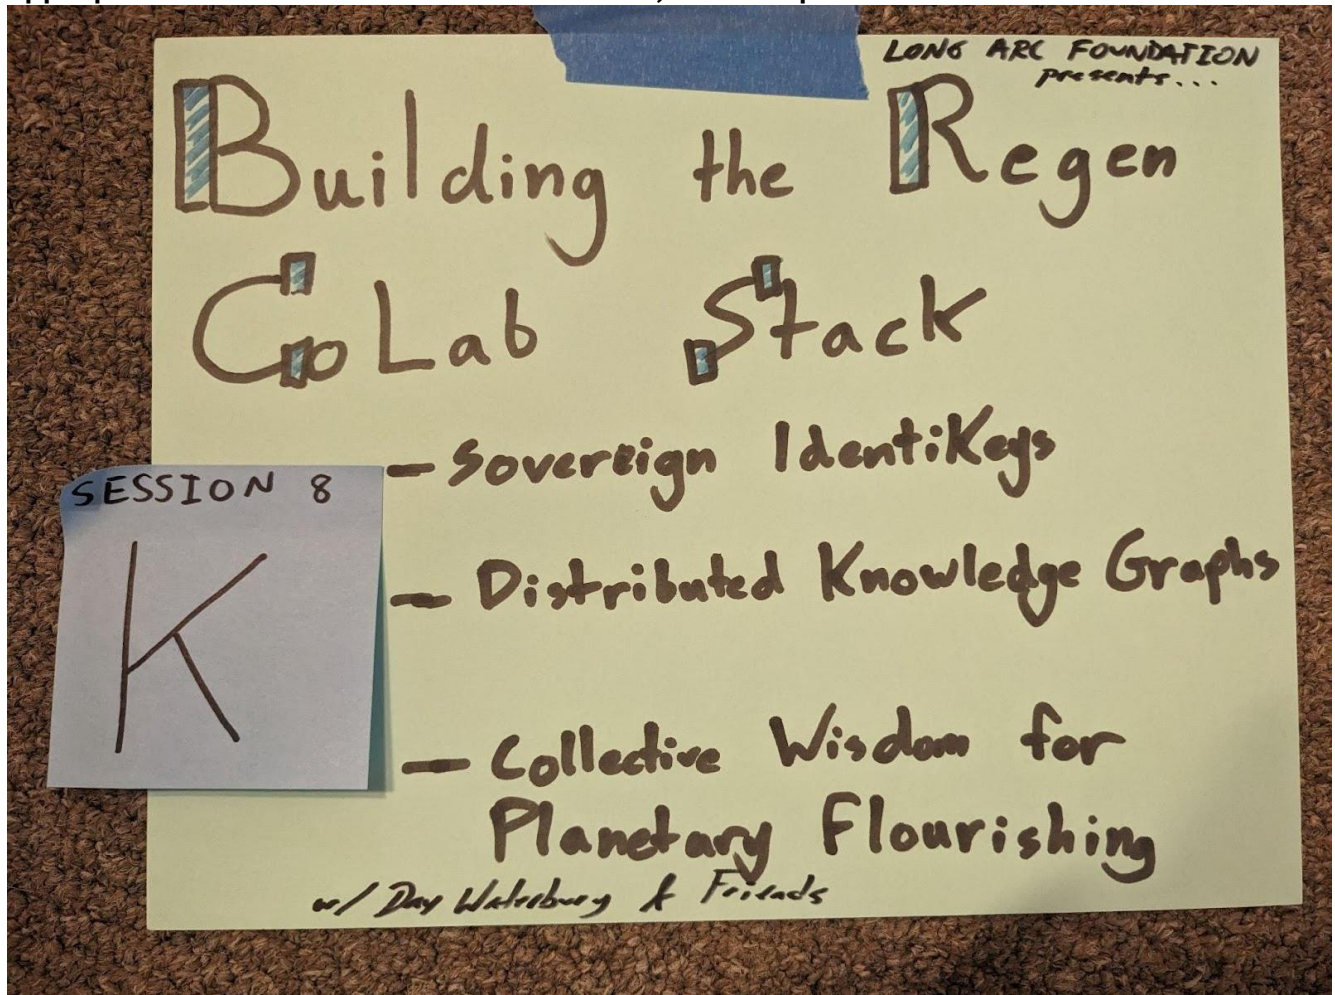 LONG ARC FOUNDATION
presents...
Building the Regen
CoLab Stack
- Sovereign IdentiKeys
SESSION 8
K
- Distributed Knowledge Graphs
- Collective Wisdom for
Planetary Flourishing
w/ Day Waterbury & Friends